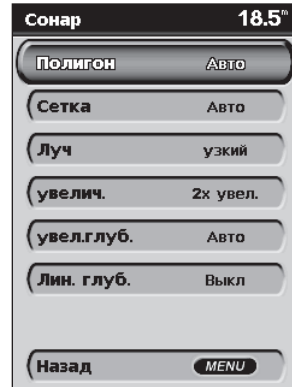 Сонар 18.5м
Полигон Авто
Сетка Авто
Луч узкий
увелич. 2x увел.
увел.глуб. Авто
Лин. глуб. Выкл
Назад MENU